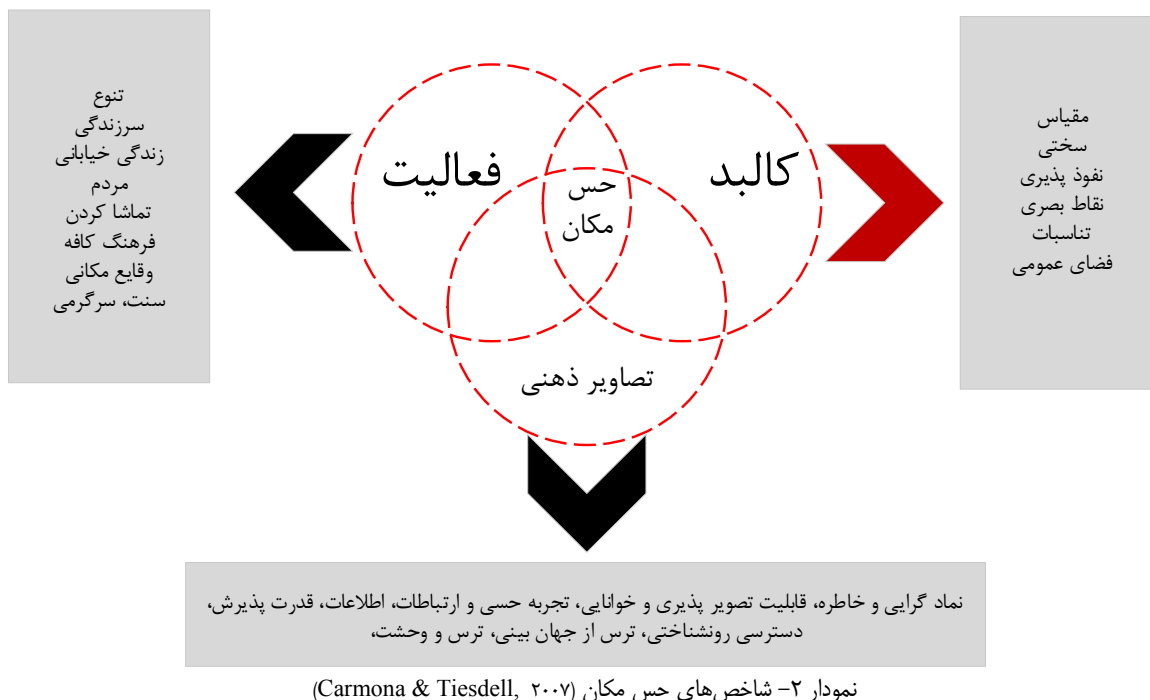 کالبد
فعالیت
حس
مکان
تصاویر ذهنی
مقیاس
سختی
نفوذ پذیری
نقاط بصری
تناسبات
فضای عمومی
تنوع
سرزندگی
زندگی خیابانی
مردم
تماشا کردن
فرهنگ کافه
وقایع مکانی
سنت، سرگرمی
نماد گرایی و خاطره، قابلیت تصویر پذیری و خوانایی، تجربه حسی و ارتباطات، اطلاعات، قدرت پذیرش،
دسترسی رونشناختی، ترس از جهان بینی، ترس و وحشت،
نمودار ۲- شاخص‌های حس مکان (Carmona & Tiesdell, ۲۰۰۷)